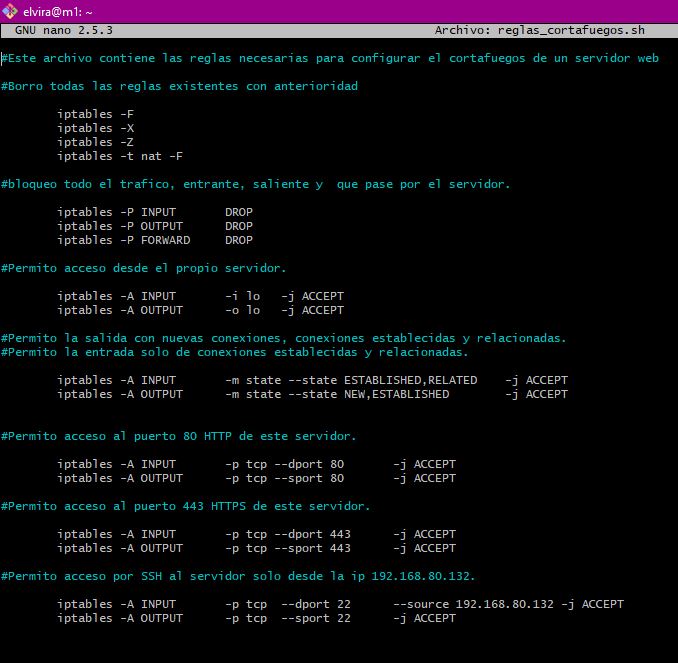 elvira@m1: ~
GNU nano 2.5.3 Archivo: reglas_cortafuegos.sh
#Este archivo contiene las reglas necesarias para configurar el cortafuegos de un servidor web
#Borro todas las reglas existentes con anterioridad
iptables -F
iptables -X
iptables -Z
iptables -t nat -F
#bloqueo todo el trafico, entrante, saliente y  que pase por el servidor.
iptables -P INPUT DROP
iptables -P OUTPUT DROP
iptables -P FORWARD DROP
#Permito acceso desde el propio servidor.
iptables -A INPUT -i lo -j ACCEPT
iptables -A OUTPUT -o lo -j ACCEPT
#Permito la salida con nuevas conexiones, conexiones establecidas y relacionadas.
#Permito la entrada solo de conexiones establecidas y relacionadas.
iptables -A INPUT -m state --state ESTABLISHED,RELATED -j ACCEPT
iptables -A OUTPUT -m state --state NEW,ESTABLISHED -j ACCEPT
#Permito acceso al puerto 80 HTTP de este servidor.
iptables -A INPUT -p tcp --dport 80 -j ACCEPT
iptables -A OUTPUT -p tcp --sport 80 -j ACCEPT
#Permito acceso al puerto 443 HTTPS de este servidor.
iptables -A INPUT -p tcp --dport 443 -j ACCEPT
iptables -A OUTPUT -p tcp --sport 443 -j ACCEPT
#Permito acceso por SSH al servidor solo desde la ip 192.168.80.132.
iptables -A INPUT -p tcp --dport 22 --source 192.168.80.132 -j ACCEPT
iptables -A OUTPUT -p tcp --sport 22 -j ACCEPT